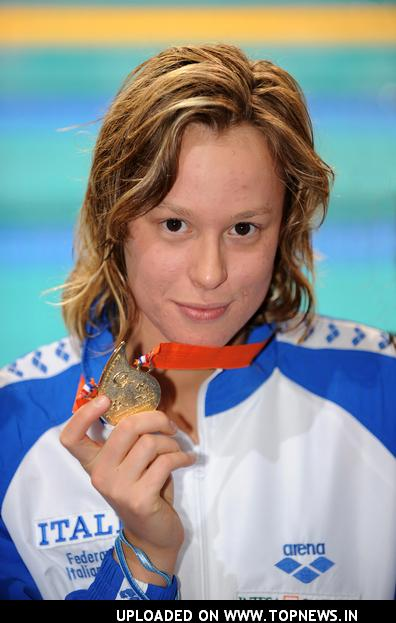 ITAL
Federa
Italian
arena
UPLOADED ON WWW.TOPNEWS.IN